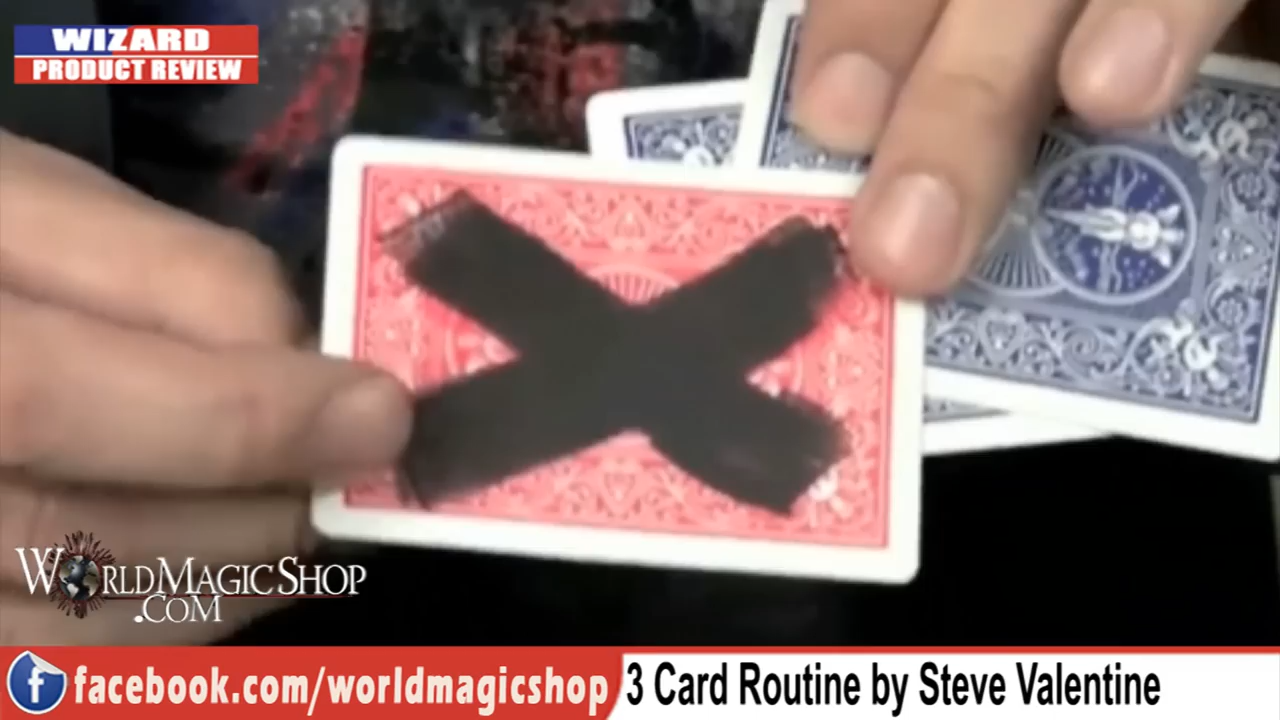 WIZARD
PRODUCT REVIEW
WORLDMAGICSHOP
.COM
facebook.com/worldmagicshop
3 Card Routine by Steve Valentine